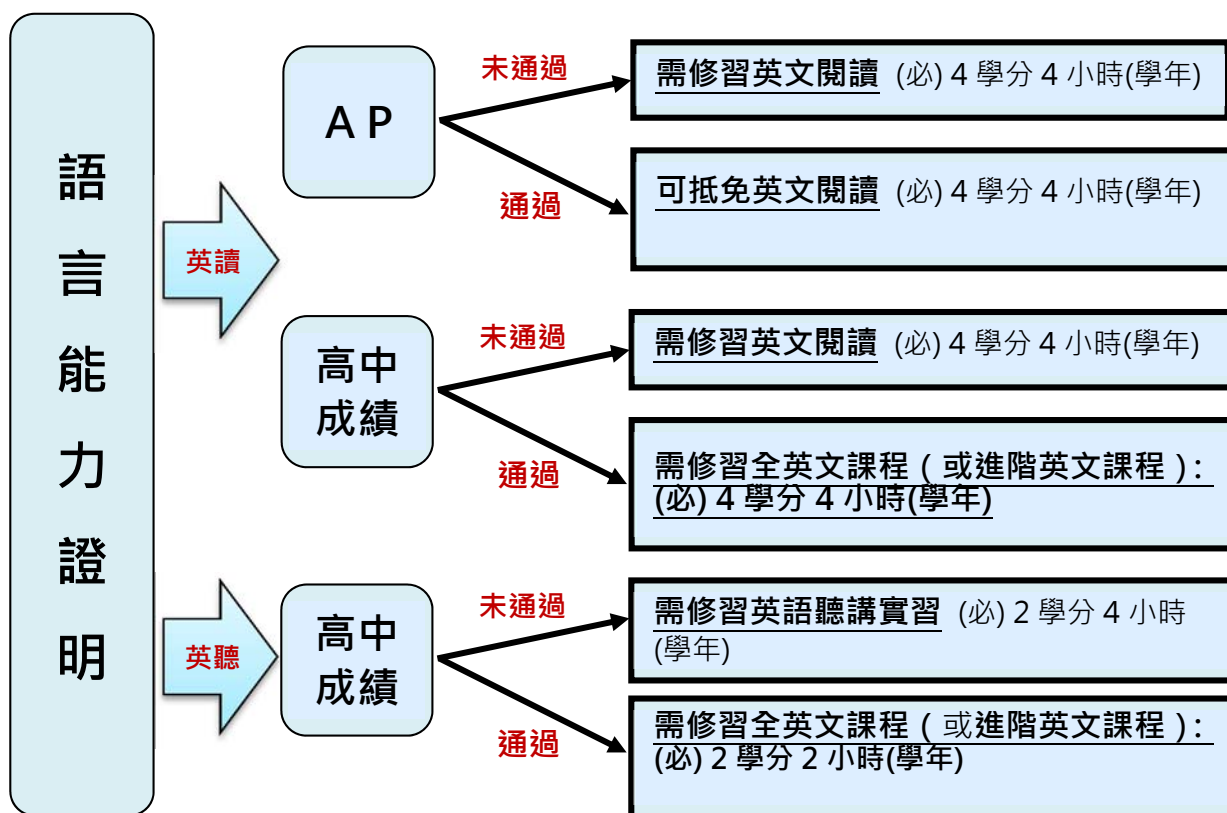 語
言
能
力
證
明
英讀
A P
未通過
需修習英文閱讀 (必) 4 學分 4 小時(學年)
通過
可抵免英文閱讀 (必) 4 學分 4 小時(學年)
高中
成績
未通過
需修習英文閱讀 (必) 4 學分 4 小時(學年)
通過
需修習全英文課程（或進階英文課程）:
(必) 4 學分 4 小時(學年)
英聽
高中
成績
未通過
需修習英語聽講實習 (必) 2 學分 4 小時
(學年)
通過
需修習全英文課程（或進階英文課程）:
(必) 2 學分 2 小時(學年)